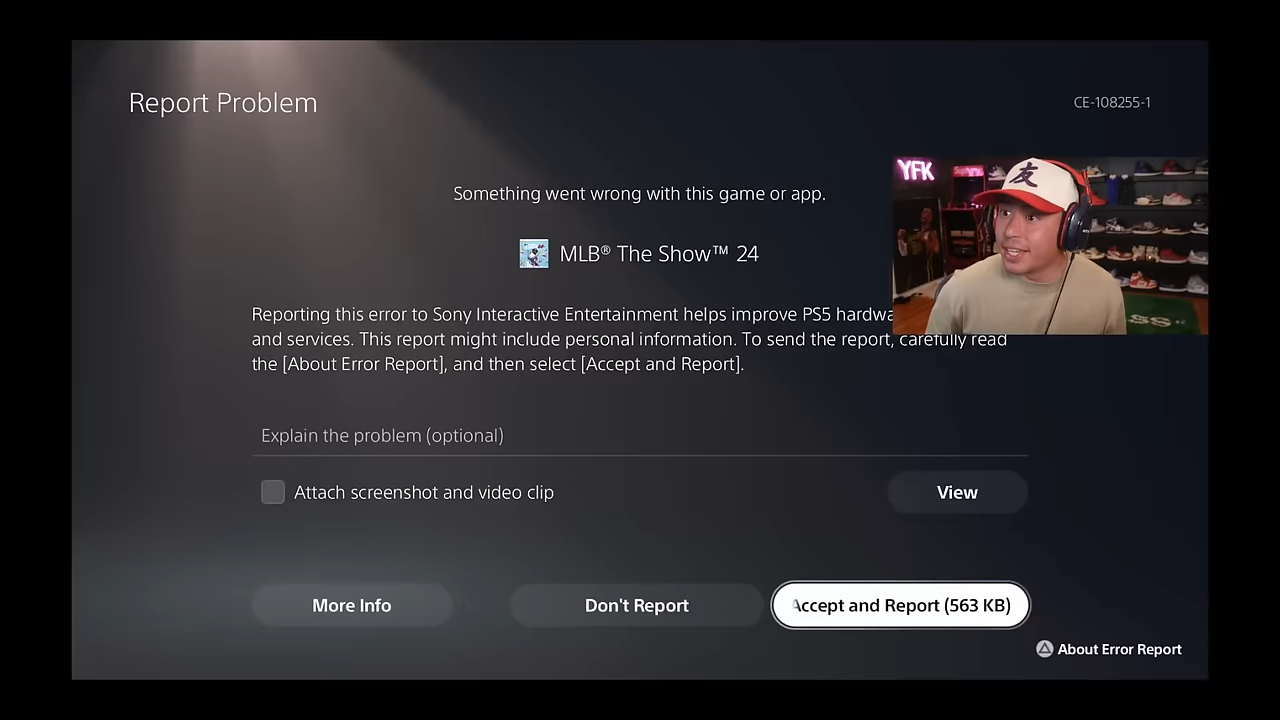 Report Problem
CE-108255-1
YFK
Something went wrong with this game or app.
友
MLB® The Show™ 24
Reporting this error to Sony Interactive Entertainment helps improve PS5 hardwa
and services. This report might include personal information. To send the report, carefully read
the [About Error Report], and then select [Accept and Report].
Explain the problem (optional)
Attach screenshot and video clip
View
More Info
Don't Report
Accept and Report (563 KB)
About Error Report